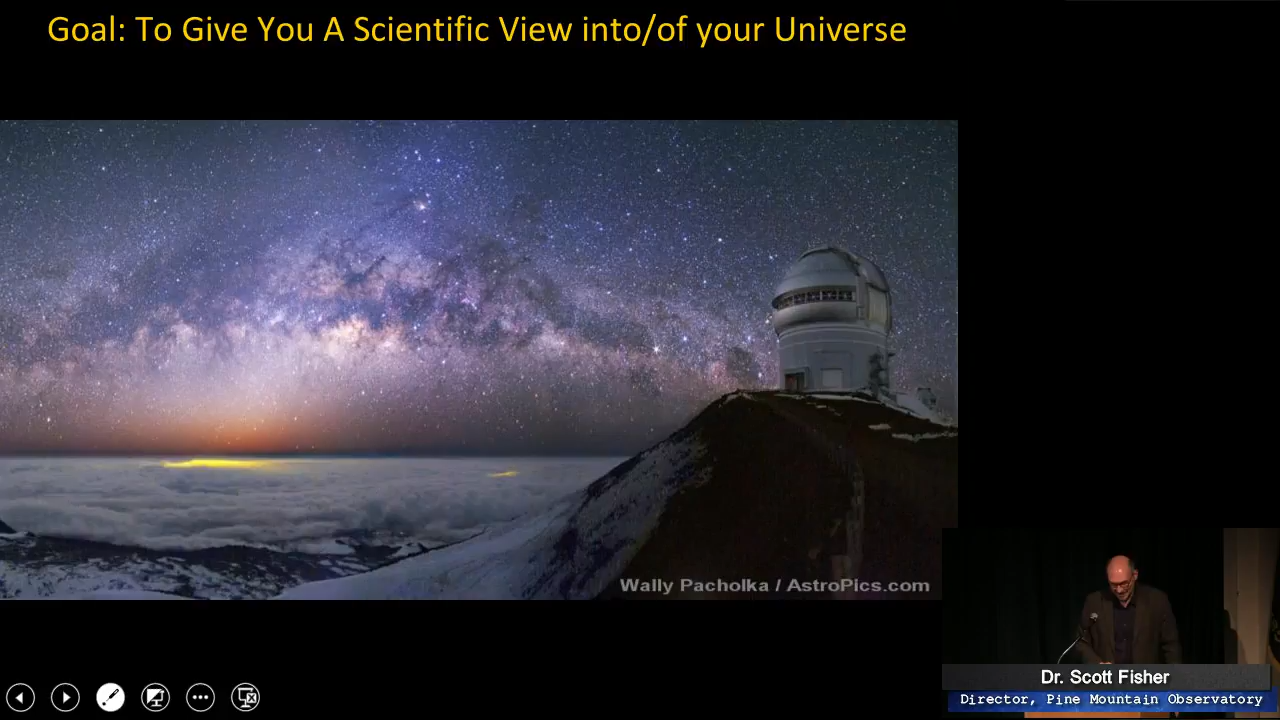 Goal: To Give You A Scientific View into/of your Universe
Wally Pacholka / AstroPics.com
Dr. Scott Fisher
Director, Pine Mountain Observatory